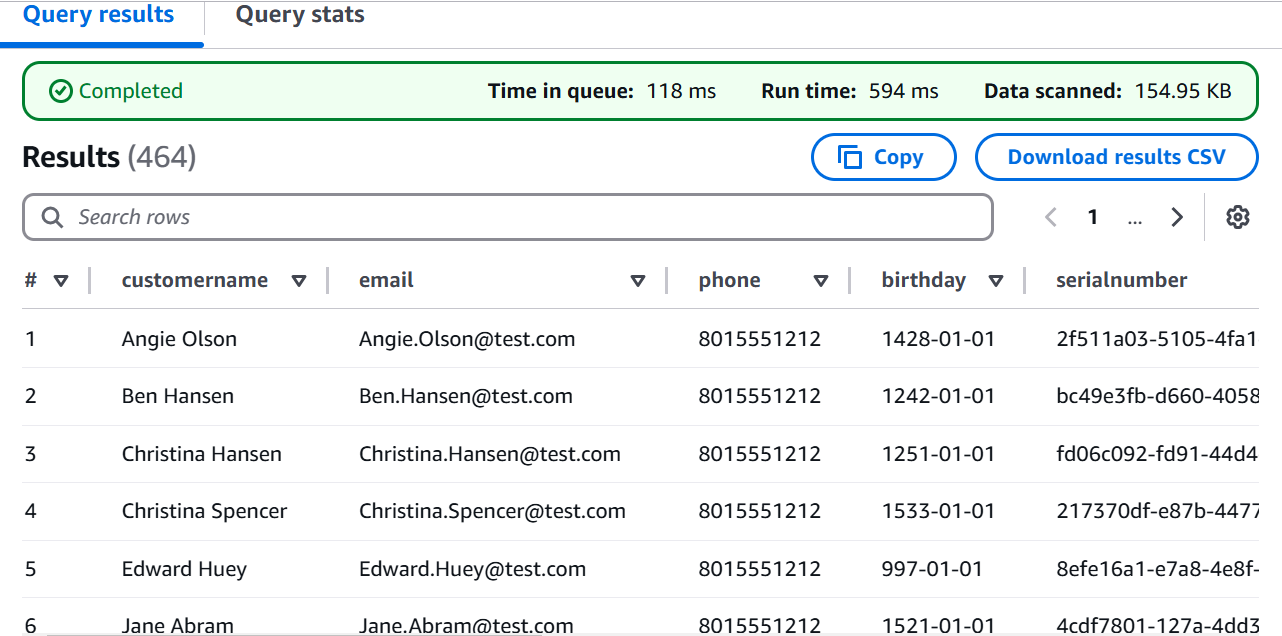 Query results Query stats
Completed Time in queue: 118 ms Run time: 594 ms Data scanned: 154.95 KB
Results (464) Copy Download results CSV
Search rows 1 ...
# customername email phone birthday serialnumber
1 Angie Olson Angie.Olson@test.com 8015551212 1428-01-01 2f511a03-5105-4fa1
2 Ben Hansen Ben.Hansen@test.com 8015551212 1242-01-01 bc49e3fb-d660-4058
3 Christina Hansen Christina.Hansen@test.com 8015551212 1251-01-01 fd06c092-fd91-44d4
4 Christina Spencer Christina.Spencer@test.com 8015551212 1533-01-01 217370df-e87b-4477
5 Edward Huey Edward.Huey@test.com 8015551212 997-01-01 8efe16a1-e7a8-4e8f-
6 Jane Abram Jane.Abram@test.com 8015551212 1521-01-01 4cdf7801-127a-4dd3